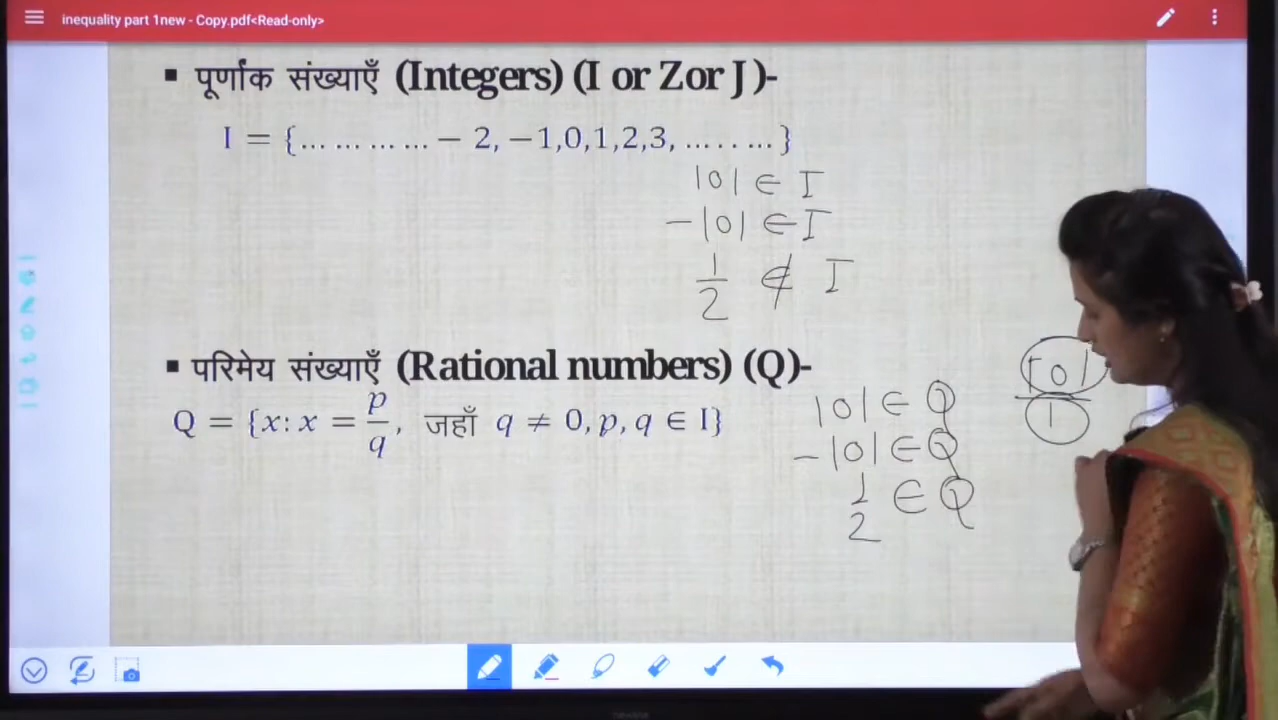 inequality part 1new - Copy.pdf<Read-only>
▪ पूर्णांक संख्याएँ (Integers) (I or Z or J )-
I = {… … … … − 2, −1,0,1,2,3, … . . … }
101 ∈ I
−101 ∈ I
1/2 ∉ I
▪ परिमेय संख्याएँ (Rational numbers) (Q)-
Q = {x: x = p/q, जहाँ q ≠ 0, p, q ∈ I}
101 ∈ Q
−101 ∈ Q
1/2 ∈ Q
101/1